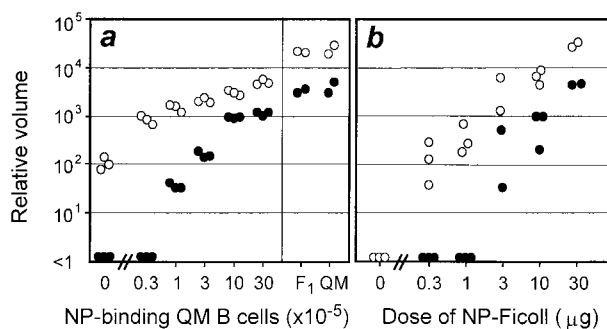 a
b
Relative volume
10^5
10^4
10^3
10^2
10^1
<1
0 0.3 1 3 10 30 F₁ QM
0 0.3 1 3 10 30
NP-binding QM B cells (x10^-5)
Dose of NP-Ficoll (μg)